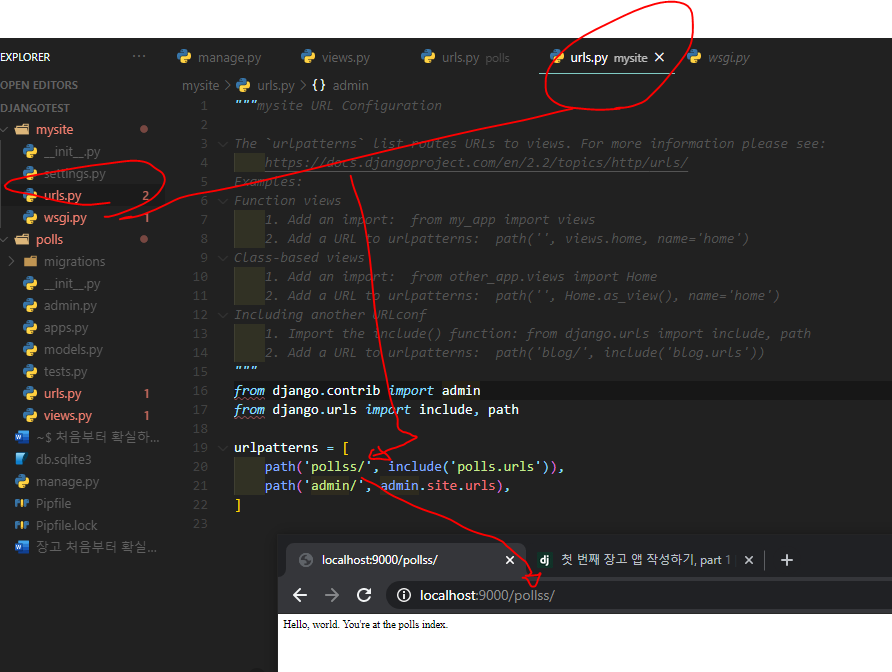 EXPLORER ...
OPEN EDITORS
DJANGOTEST
mysite
__init__.py
settings.py
urls.py 2
wsgi.py 1
polls
migrations
__init__.py
admin.py
apps.py
models.py
tests.py
urls.py 1
views.py 1
~$ 처음부터 확실하...
db.sqlite3
manage.py
Pipfile
Pipfile.lock
장고 처음부터 확실...
manage.py views.py urls.py polls urls.py mysite wsgi.py
mysite > urls.py > {} admin
1 """mysite URL Configuration
2
3 The `urlpatterns` list routes URLs to views. For more information please see:
4 https://docs.djangoproject.com/en/2.2/topics/http/urls/
5 Examples:
6 Function views
7 1. Add an import:  from my_app import views
8 2. Add a URL to urlpatterns:  path('', views.home, name='home')
9 Class-based views
10 1. Add an import:  from other_app.views import Home
11 2. Add a URL to urlpatterns:  path('', Home.as_view(), name='home')
12 Including another URLconf
13 1. Import the include() function: from django.urls import include, path
14 2. Add a URL to urlpatterns:  path('blog/', include('blog.urls'))
15 """
16 from django.contrib import admin
17 from django.urls import include, path
18
19 urlpatterns = [
20 path('pollss/', include('polls.urls')),
21 path('admin/', admin.site.urls),
22 ]
23
localhost:9000/pollss/ dj 첫 번째 장고 앱 작성하기, part 1
localhost:9000/pollss/
Hello, world. You're at the polls index.